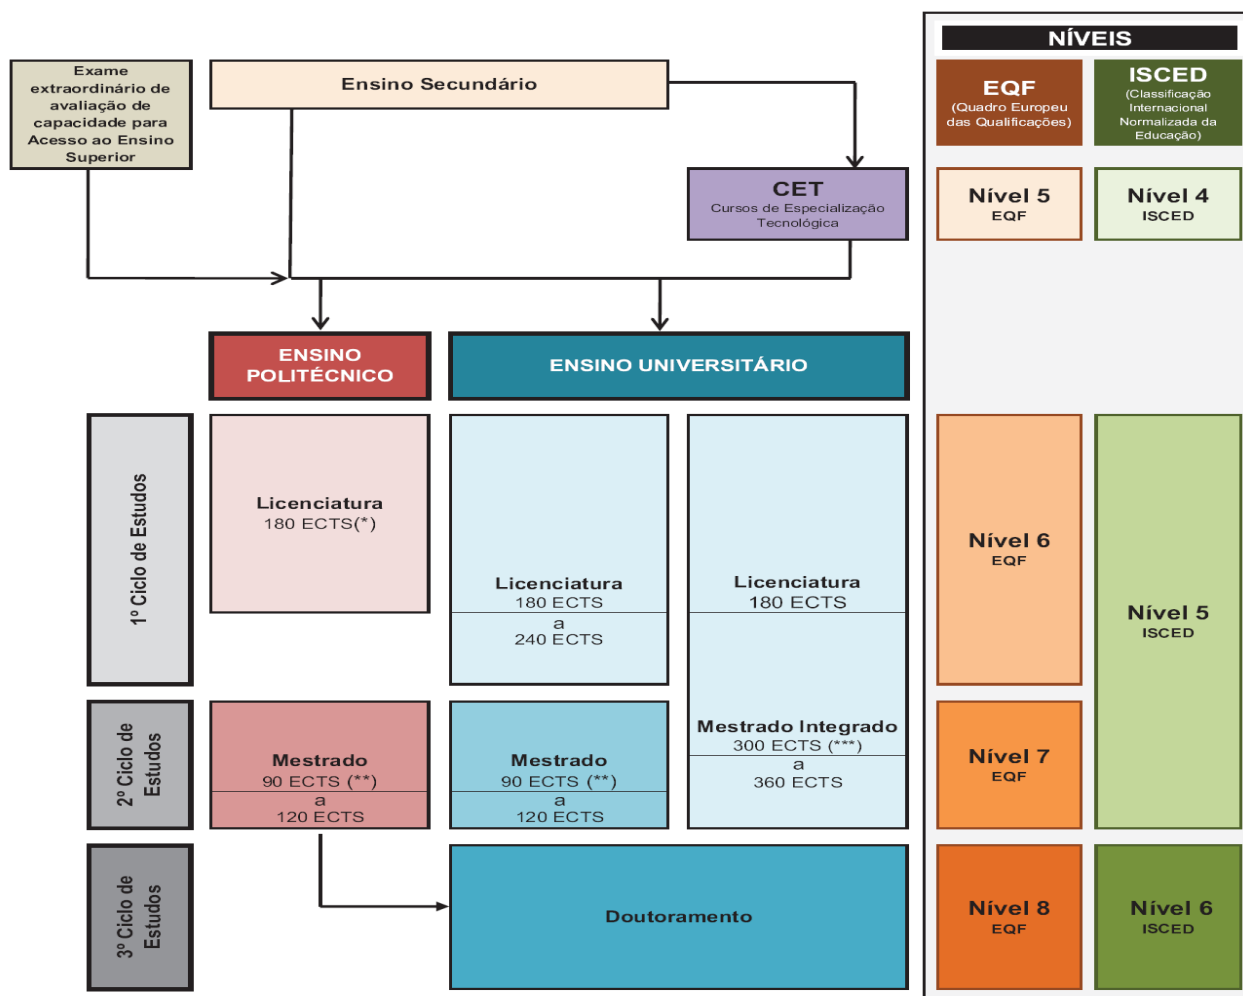 NÍVEIS
Exame
extraordinário de
avaliação de
capacidade para
Acesso ao Ensino
Superior
Ensino Secundário
EQF
(Quadro Europeu
das Qualificações)
ISCED
(Classificação
Internacional
Normalizada da
Educação)
CET
Cursos de Especialização
Tecnológica
Nível 5
EQF
Nível 4
ISCED
ENSINO
POLITÉCNICO
ENSINO UNIVERSITÁRIO
1º Ciclo de Estudos
Licenciatura
180 ECTS(*)
Licenciatura
180 ECTS
a
240 ECTS
Licenciatura
180 ECTS
Nível 6
EQF
Nível 5
ISCED
2º Ciclo de
Estudos
Mestrado
90 ECTS (**)
a
120 ECTS
Mestrado
90 ECTS (**)
a
120 ECTS
Mestrado Integrado
300 ECTS (***)
a
360 ECTS
Nível 7
EQF
3º Ciclo de
Estudos
Doutoramento
Nível 8
EQF
Nível 6
ISCED